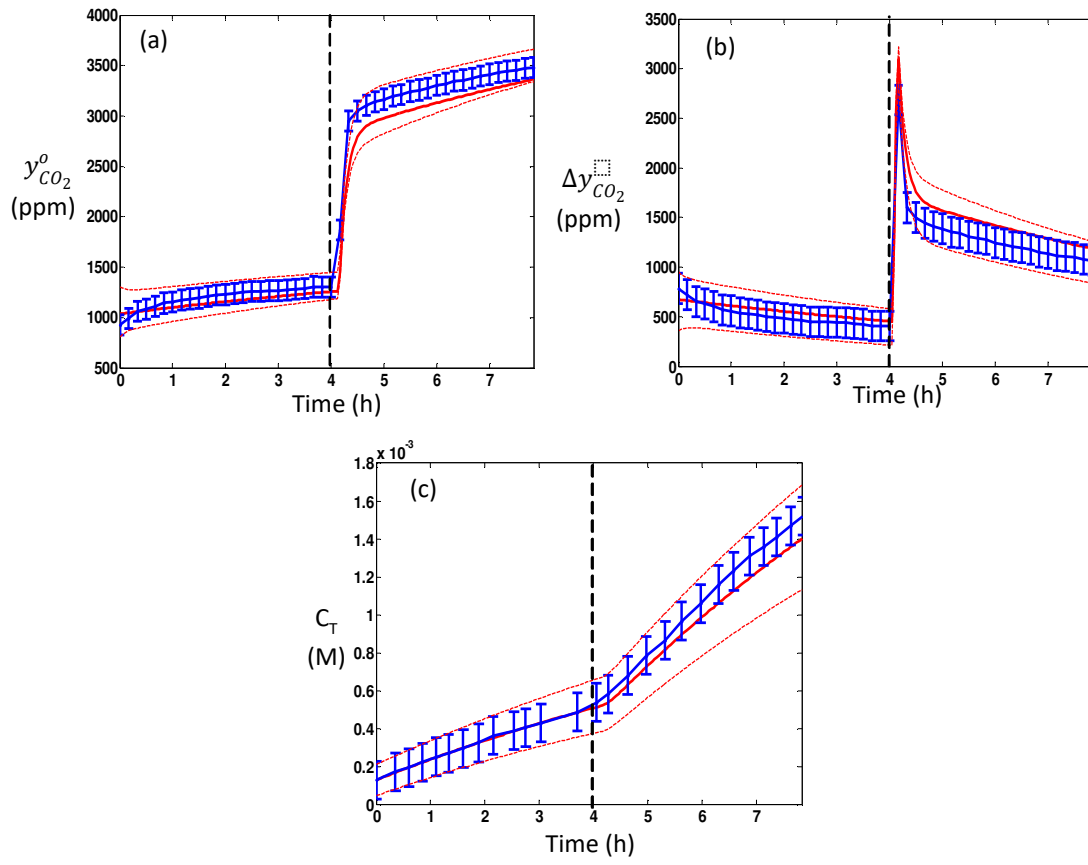 (a)
4000
3500
3000
2500
2000
1500
1000
500
y^o_{CO_2}
(ppm)
0 1 2 3 4 5 6 7
Time (h)
(b)
3500
3000
2500
2000
1500
1000
500
0
Δy_{CO_2}
(ppm)
0 1 2 3 4 5 6 7
Time (h)
x 10^{-3}
(c)
1.8
1.6
1.4
1.2
1
0.8
0.6
0.4
0.2
0
C_T
(M)
0 1 2 3 4 5 6 7
Time (h)